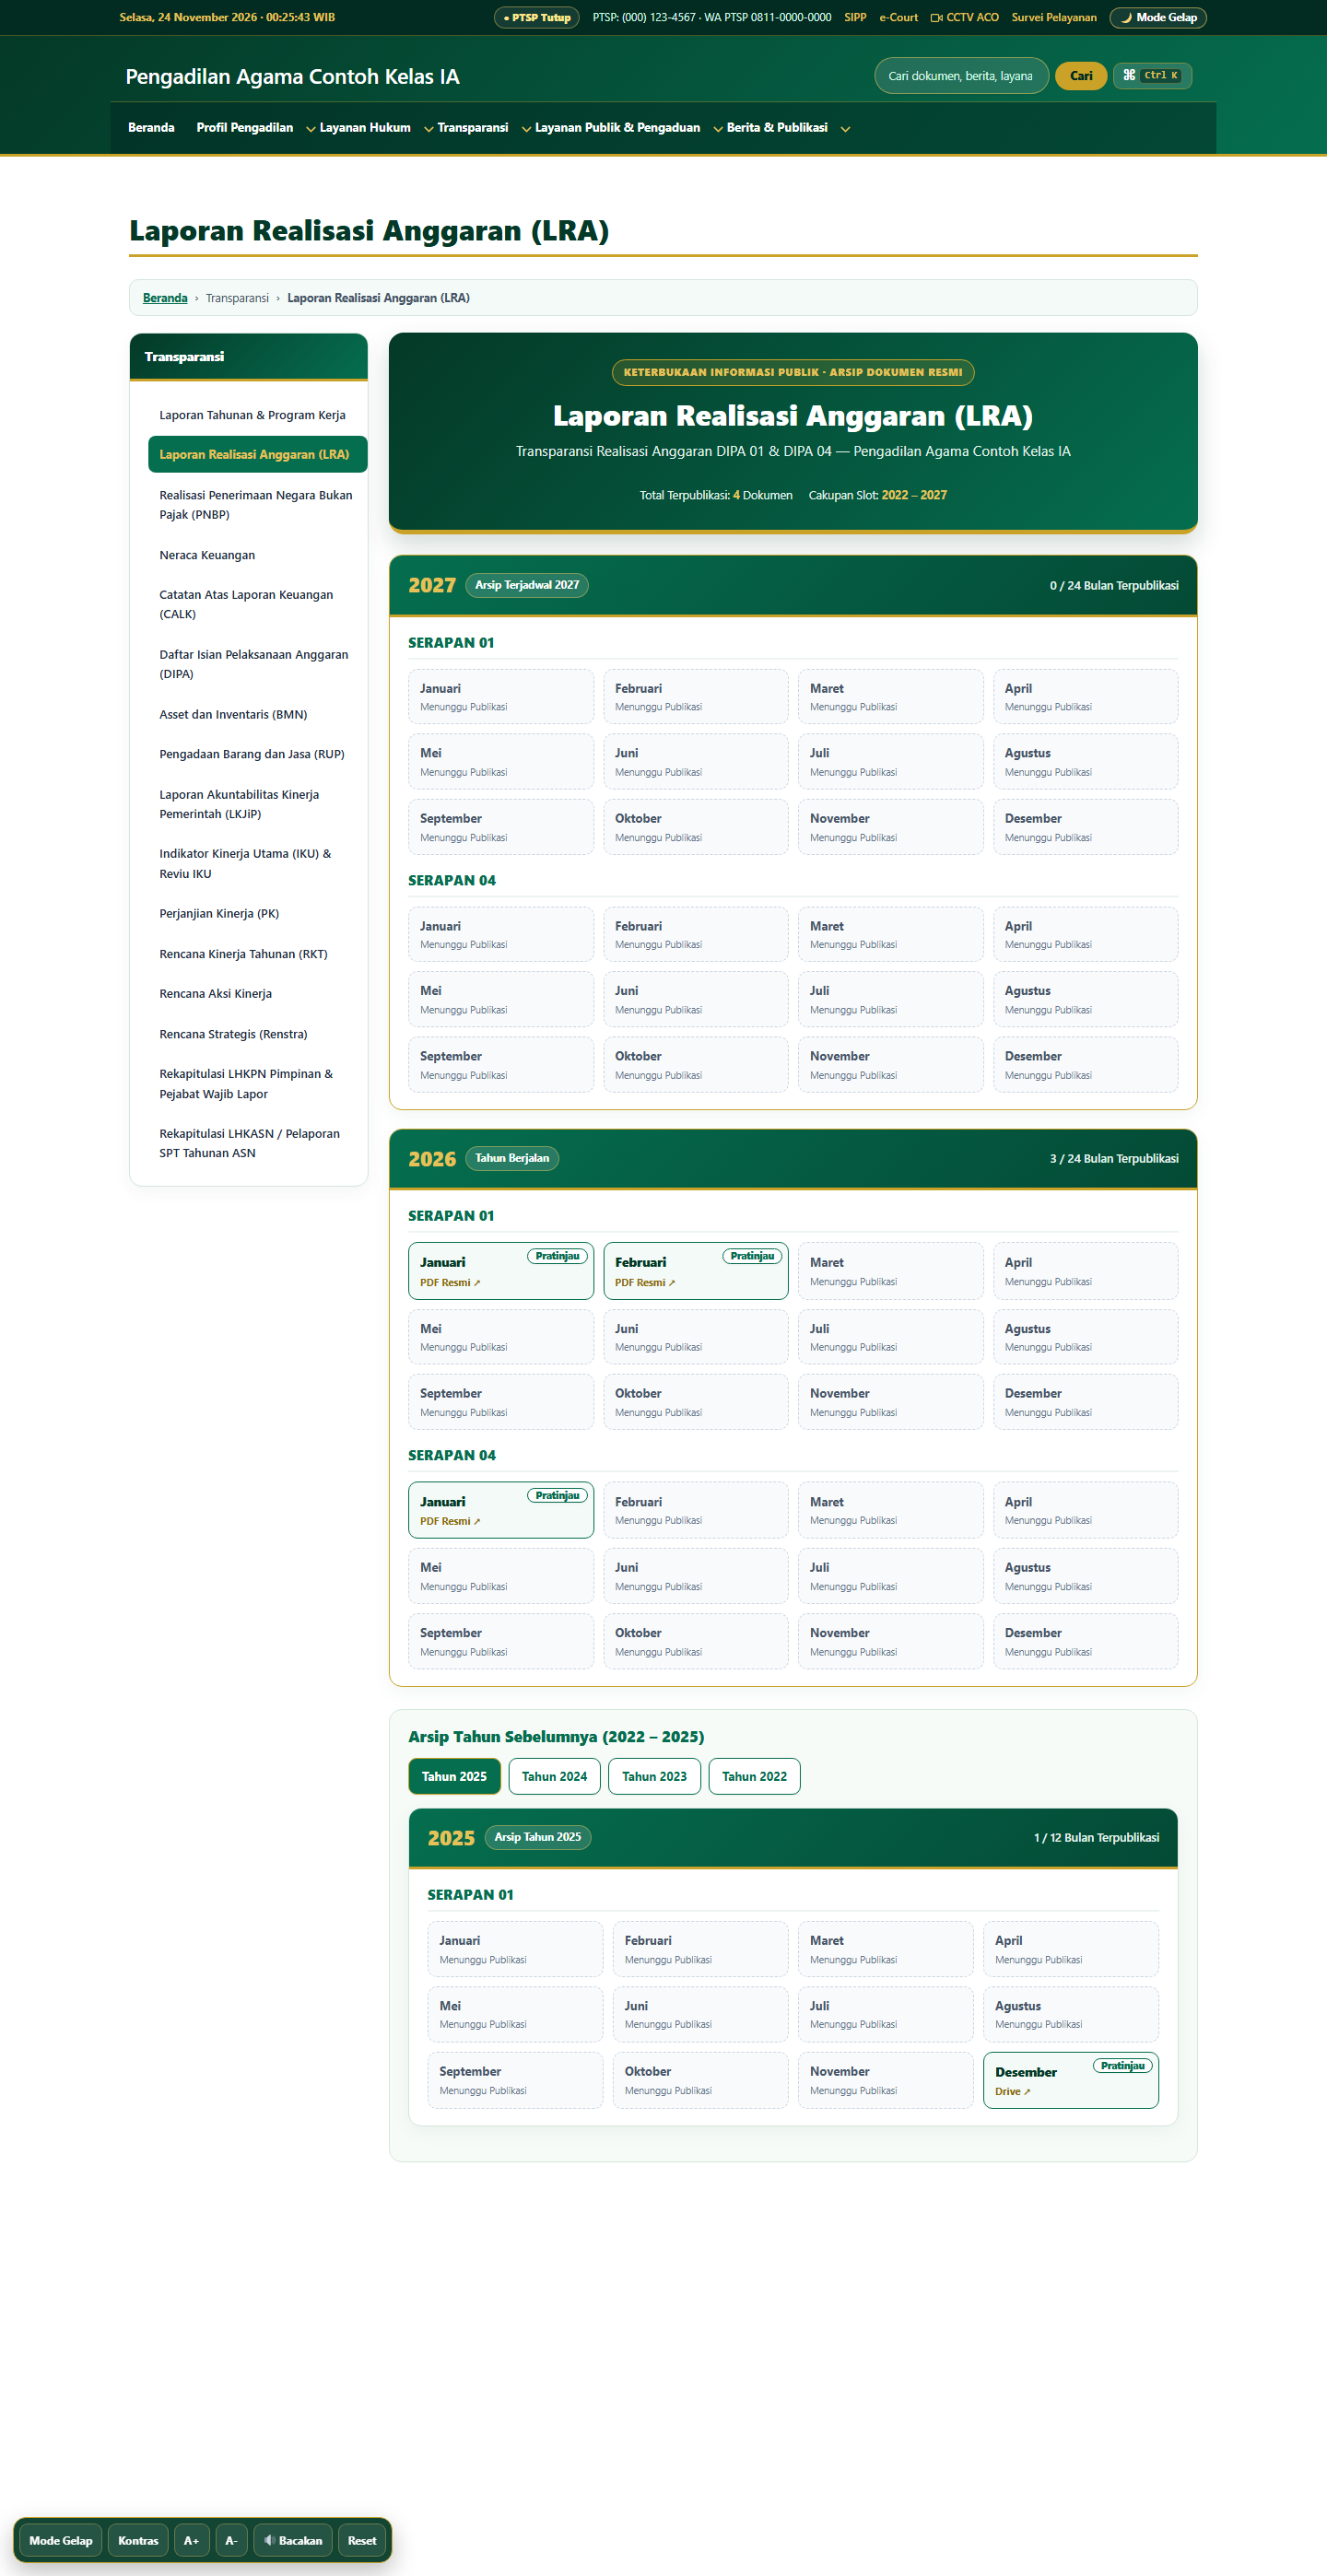 Selasa, 24 November 2026 · 00:25:43 WIB
• PTSP Tutup
PTSP: (000) 123-4567 · WA PTSP 0811-0000-0000
SIPP
e-Court
CCTV ACO
Survei Pelayanan
🌙 Mode Gelap
Pengadilan Agama Contoh Kelas IA
Cari dokumen, berita, layana
Cari
⌘ Ctrl K
Beranda
Profil Pengadilan
Layanan Hukum
Transparansi
Layanan Publik & Pengaduan
Berita & Publikasi
Laporan Realisasi Anggaran (LRA)
Beranda › Transparansi › Laporan Realisasi Anggaran (LRA)
Transparansi
Laporan Tahunan & Program Kerja
Laporan Realisasi Anggaran (LRA)
Realisasi Penerimaan Negara Bukan
Pajak (PNBP)
Neraca Keuangan
Catatan Atas Laporan Keuangan
(CALK)
Daftar Isian Pelaksanaan Anggaran
(DIPA)
Asset dan Inventaris (BMN)
Pengadaan Barang dan Jasa (RUP)
Laporan Akuntabilitas Kinerja
Pemerintah (LKJiP)
Indikator Kinerja Utama (IKU) &
Reviu IKU
Perjanjian Kinerja (PK)
Rencana Kinerja Tahunan (RKT)
Rencana Aksi Kinerja
Rencana Strategis (Renstra)
Rekapitulasi LHKPN Pimpinan &
Pejabat Wajib Lapor
Rekapitulasi LHKASN / Pelaporan
SPT Tahunan ASN
KETERBUKAAN INFORMASI PUBLIK · ARSIP DOKUMEN RESMI
Laporan Realisasi Anggaran (LRA)
Transparansi Realisasi Anggaran DIPA 01 & DIPA 04 — Pengadilan Agama Contoh Kelas IA
Total Terpublikasi: 4 Dokumen
Cakupan Slot: 2022 – 2027
2027
Arsip Terjadwal 2027
0 / 24 Bulan Terpublikasi
SERAPAN 01
Januari
Menunggu Publikasi
Februari
Menunggu Publikasi
Maret
Menunggu Publikasi
April
Menunggu Publikasi
Mei
Menunggu Publikasi
Juni
Menunggu Publikasi
Juli
Menunggu Publikasi
Agustus
Menunggu Publikasi
September
Menunggu Publikasi
Oktober
Menunggu Publikasi
November
Menunggu Publikasi
Desember
Menunggu Publikasi
SERAPAN 04
Januari
Menunggu Publikasi
Februari
Menunggu Publikasi
Maret
Menunggu Publikasi
April
Menunggu Publikasi
Mei
Menunggu Publikasi
Juni
Menunggu Publikasi
Juli
Menunggu Publikasi
Agustus
Menunggu Publikasi
September
Menunggu Publikasi
Oktober
Menunggu Publikasi
November
Menunggu Publikasi
Desember
Menunggu Publikasi
2026
Tahun Berjalan
3 / 24 Bulan Terpublikasi
SERAPAN 01
Januari
Pratinjau
PDF Resmi ↗
Februari
Pratinjau
PDF Resmi ↗
Maret
Menunggu Publikasi
April
Menunggu Publikasi
Mei
Menunggu Publikasi
Juni
Menunggu Publikasi
Juli
Menunggu Publikasi
Agustus
Menunggu Publikasi
September
Menunggu Publikasi
Oktober
Menunggu Publikasi
November
Menunggu Publikasi
Desember
Menunggu Publikasi
SERAPAN 04
Januari
Pratinjau
PDF Resmi ↗
Februari
Menunggu Publikasi
Maret
Menunggu Publikasi
April
Menunggu Publikasi
Mei
Menunggu Publikasi
Juni
Menunggu Publikasi
Juli
Menunggu Publikasi
Agustus
Menunggu Publikasi
September
Menunggu Publikasi
Oktober
Menunggu Publikasi
November
Menunggu Publikasi
Desember
Menunggu Publikasi
Arsip Tahun Sebelumnya (2022 – 2025)
Tahun 2025
Tahun 2024
Tahun 2023
Tahun 2022
2025
Arsip Tahun 2025
1 / 12 Bulan Terpublikasi
SERAPAN 01
Januari
Menunggu Publikasi
Februari
Menunggu Publikasi
Maret
Menunggu Publikasi
April
Menunggu Publikasi
Mei
Menunggu Publikasi
Juni
Menunggu Publikasi
Juli
Menunggu Publikasi
Agustus
Menunggu Publikasi
September
Menunggu Publikasi
Oktober
Menunggu Publikasi
November
Menunggu Publikasi
Desember
Pratinjau
Drive ↗
Mode Gelap
Kontras
A+
A-
🔊 Bacakan
Reset